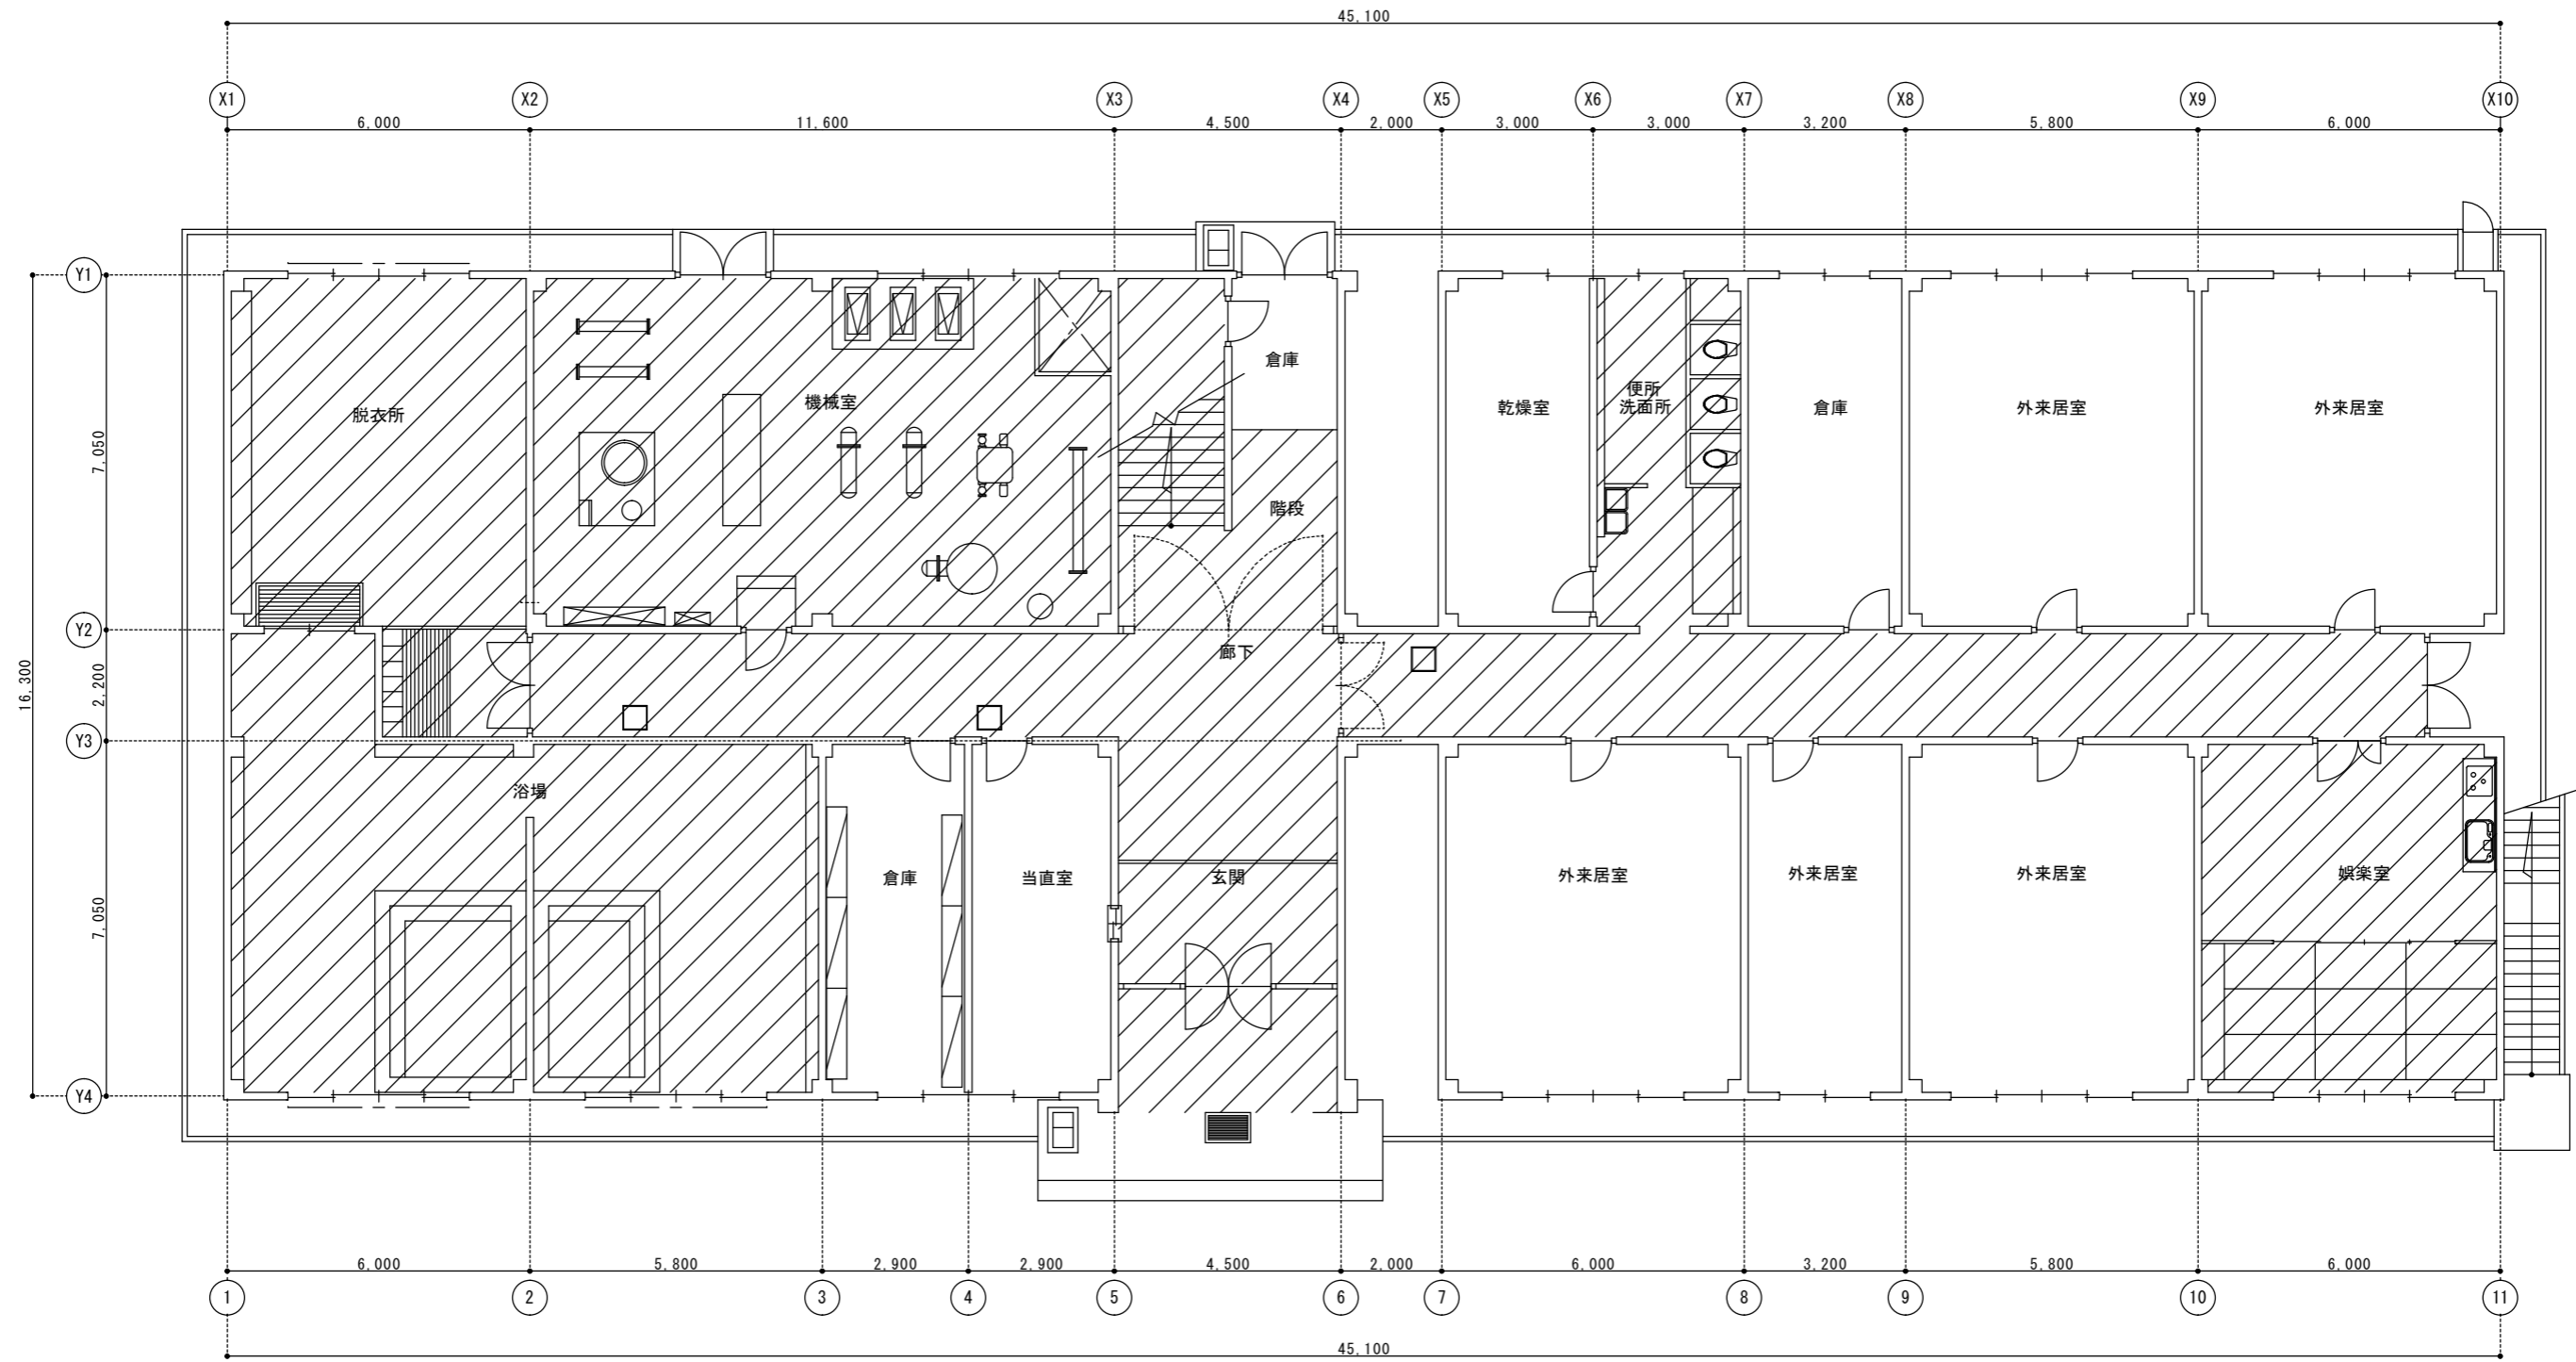 45,100
X1 X2 X3 X4 X5 X6 X7 X8 X9 X10
6,000 11,600 4,500 2,000 3,000 3,000 3,200 5,800 6,000
Y1
倉庫
便所
洗面所
脱衣所 機械室 乾燥室 倉庫 外来居室 外来居室
7,050
階段
Y2
廊下
16,300
2,200
Y3
浴場
倉庫 当直室 玄関 外来居室 外来居室 外来居室 娯楽室
7,050
Y4
6,000 5,800 2,900 2,900 4,500 2,000 6,000 3,200 5,800 6,000
1 2 3 4 5 6 7 8 9 10 11
45,100